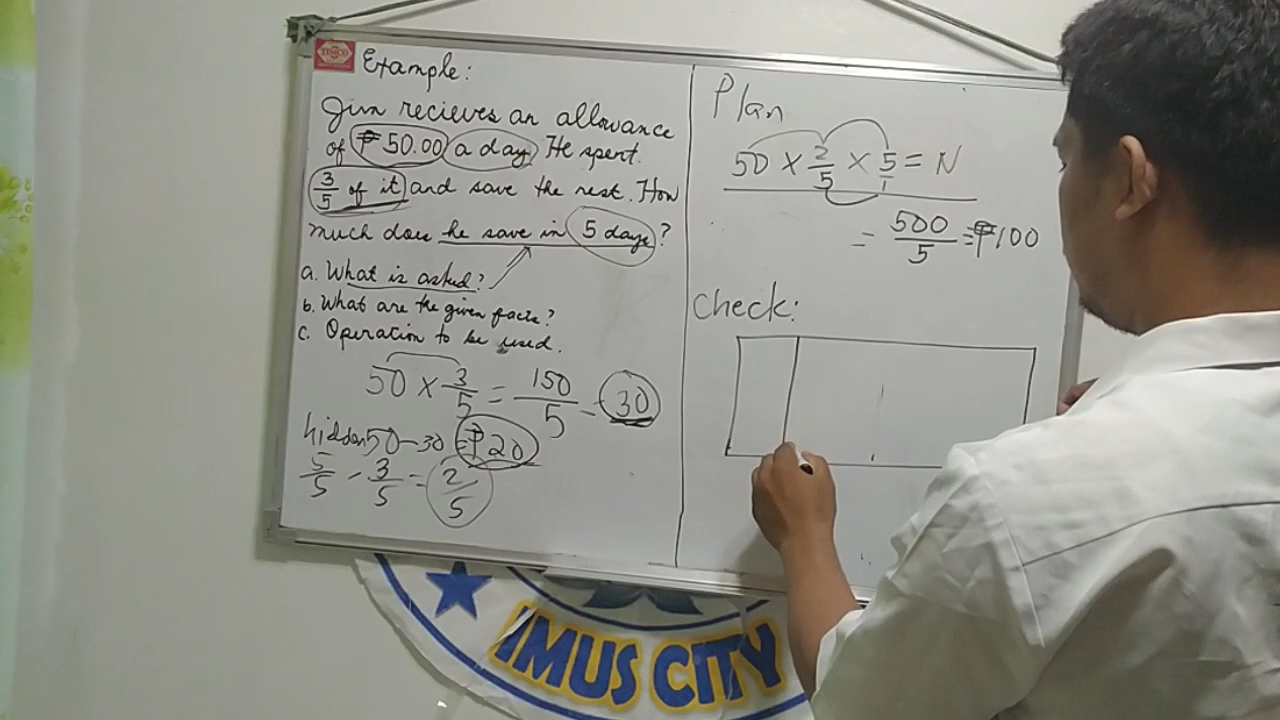 TEMCO
Example:
Jim recieves an allowance
of ₱ 50.00 a day. He spent.
3/5 of it and save the rest. How
much does he save in 5 days?
a. What is asked?
b. What are the given facts?
c. Operation to be used.
50 × 3/5 = 150/5 = 30
hidden 50 - 30 = ₱20
5/5 - 3/5 = 2/5
Plan
50 × 2/5 × 5/1 = N
= 500/5 = ₱100
Check:
IMUS CITY